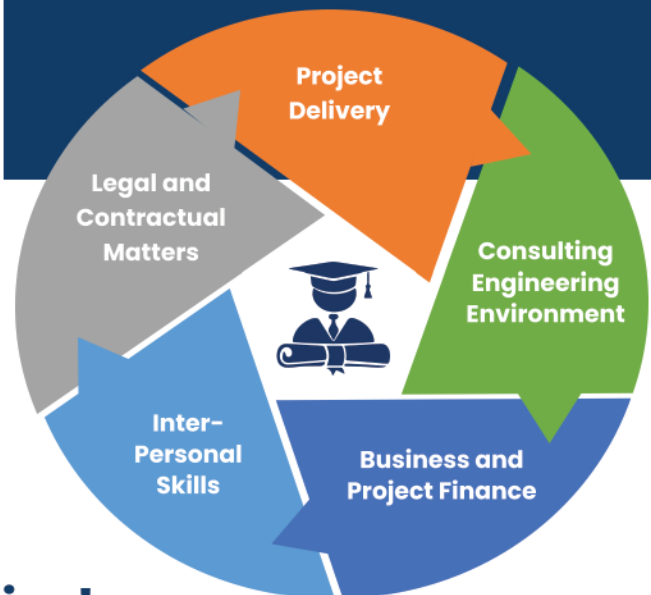 Project
Delivery
Legal and
Contractual
Matters
Consulting
Engineering
Environment
Inter-
Personal
Skills
Business and
Project Finance